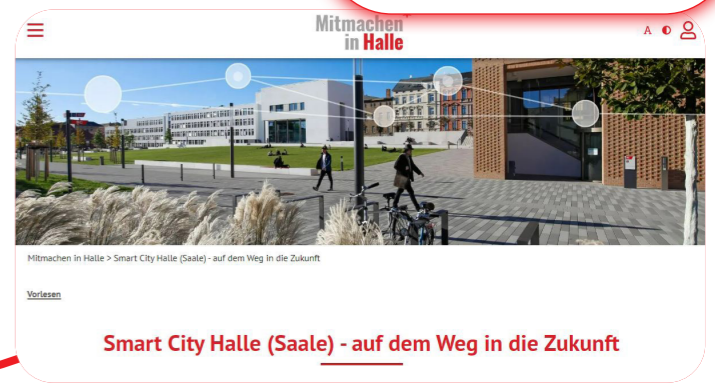 Mitmachen
in Halle
A
Mitmachen in Halle > Smart City Halle (Saale) - auf dem Weg in die Zukunft
Vorlesen
Smart City Halle (Saale) - auf dem Weg in die Zukunft